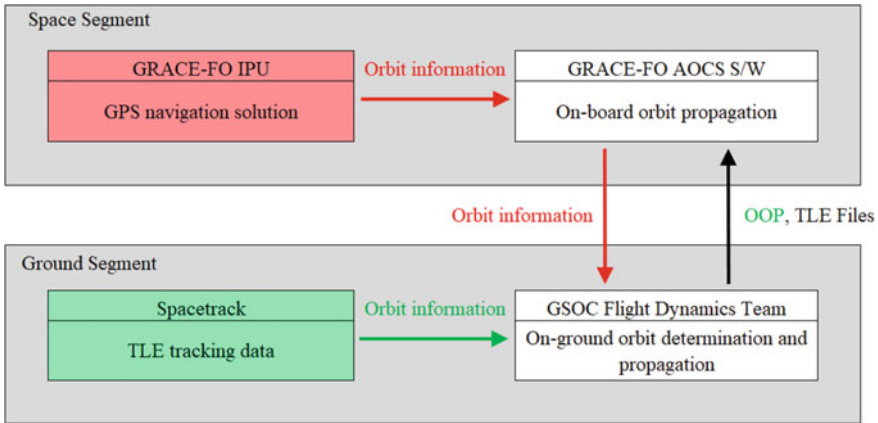 Space Segment
GRACE-FO IPU
Orbit information
GRACE-FO AOCS S/W
GPS navigation solution
On-board orbit propagation
Orbit information
OOP, TLE Files
Ground Segment
Spacetrack
Orbit information
GSOC Flight Dynamics Team
TLE tracking data
On-ground orbit determination and
propagation